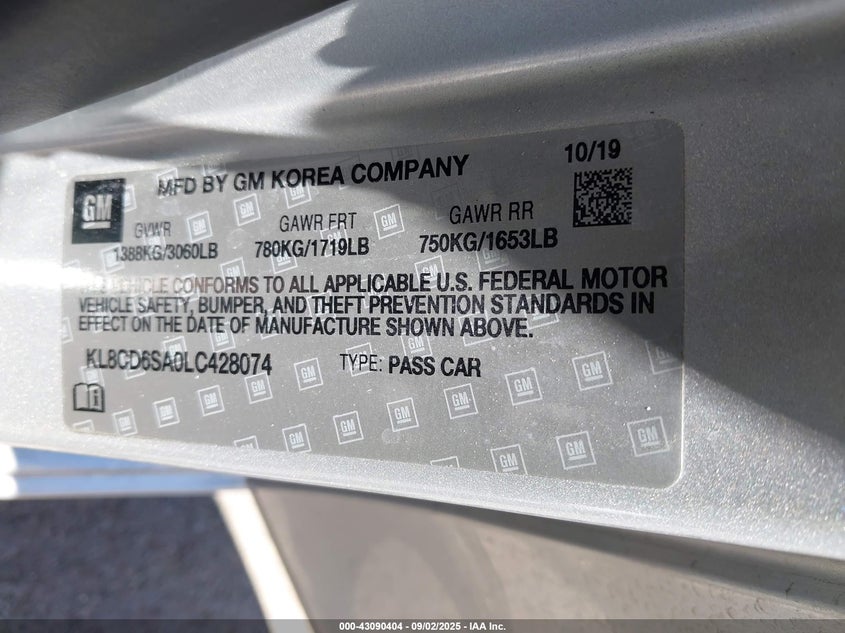 MFD BY GM KOREA COMPANY 10/19
GM
GVWR GAWR FRT GAWR RR
1388KG/3060LB 780KG/1719LB 750KG/1653LB
VEHICLE CONFORMS TO ALL APPLICABLE U.S. FEDERAL MOTOR
VEHICLE SAFETY, BUMPER, AND THEFT PREVENTION STANDARDS IN
EFFECT ON THE DATE OF MANUFACTURE SHOWN ABOVE.
KL8CD6SA0LC428074 TYPE: PASS CAR
000-43090404 - 09/02/2025 - IAA Inc.